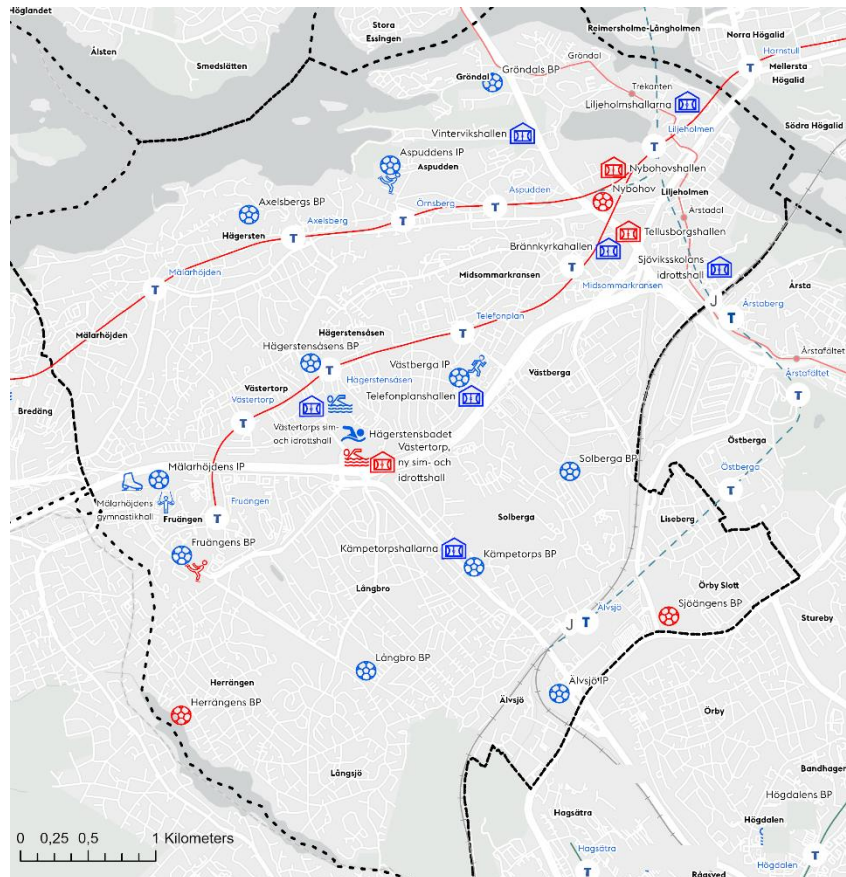 Höglandet
Ålsten
Smedslätten
Stora
Essingen
Reimersholme-Långholmen
Norra Högalid
Hornstull
Mellersta
Högalid
Gröndal
Gröndal
Gröndals BP
Trekanten
Liljeholmshallarna
Södra Högalid
Vintervikshallen
Liljeholmen
Aspuddens IP
Aspudden
Nybohovshallen
Nybohov
Liljeholmen
Axelsbergs BP
Aspudden
Örnsberg
Axelsberg
Årstadal
Hägersten
Tellusborgshallen
Brännkyrkahallen
Sjöviksskolans
idrottshall
Mälarhöjden
Midsommarkransen
Midsommarkransen
Årsta
J
T
Årstaberg
Mälarhöjden
Telefonplan
Hägerstensåsen
Hägerstensåsens BP
Västberga IP
Västberga
Årstafältet
Årstafältet
Bredäng
Västertorp
Västertorp
Hägerstensåsen
Telefonplanshallen
Västertorps sim-
och idrottshall
Hägerstensbadet
Västertorp,
ny sim- och
idrottshall
Östberga
Östberga
Mälarhöjdens IP
Mälarhöjdens
gymnastikhall
Fruängen
Fruängen
Solberga BP
Solberga
Liseberg
Fruängens BP
Kämpetorpshallarna
Kämpetorps BP
Långbro
Örby Slott
Sjöängens BP
Stureby
J
T
Älvsjö
Långbro BP
Herrängen
Herrängens BP
Älvsjö IP
Älvsjö
Örby
Långsjö
Bandhagen
Högdalens BP
Hagsätra
Högdalen
Hagsätra
Rågsved
Högdalen
0 0,25 0,5 1 Kilometers